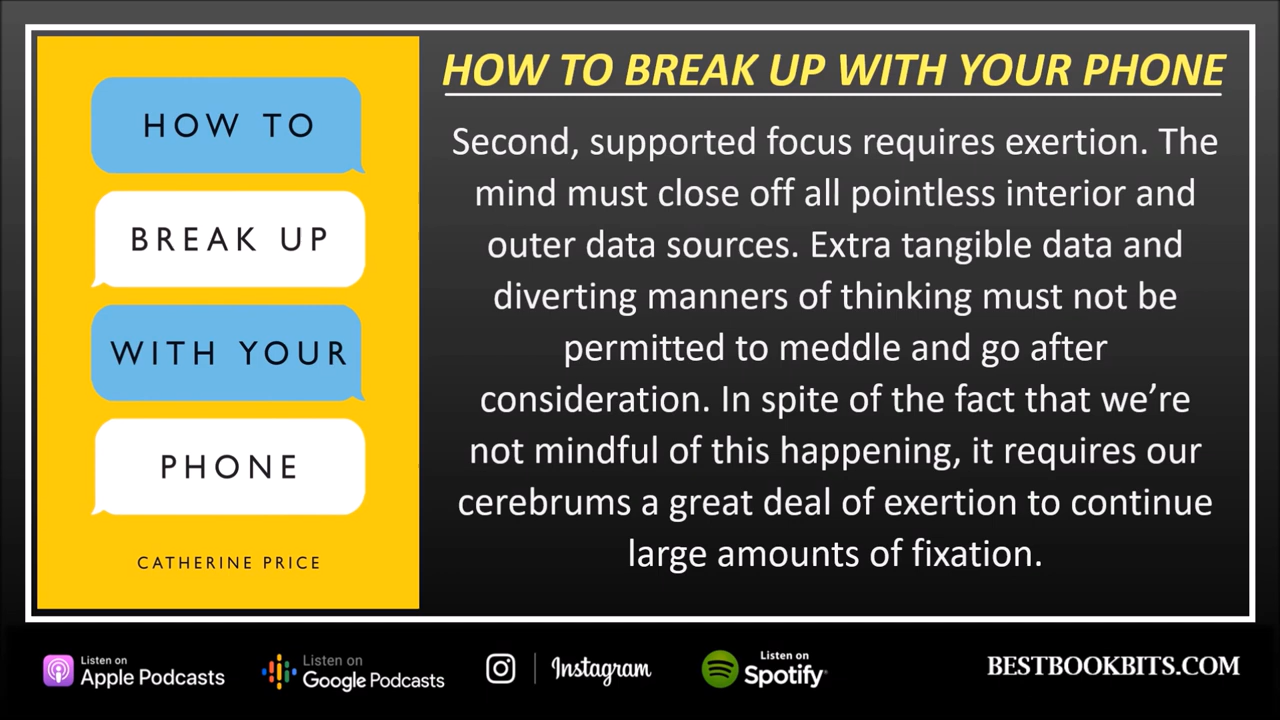 HOW TO
BREAK UP
WITH YOUR
PHONE
CATHERINE PRICE
HOW TO BREAK UP WITH YOUR PHONE
Second, supported focus requires exertion. The
mind must close off all pointless interior and
outer data sources. Extra tangible data and
diverting manners of thinking must not be
permitted to meddle and go after
consideration. In spite of the fact that we’re
not mindful of this happening, it requires our
cerebrums a great deal of exertion to continue
large amounts of fixation.
Listen on
Apple Podcasts
Listen on
Google Podcasts
Instagram
Listen on
Spotify
BESTBOOKBITS.COM